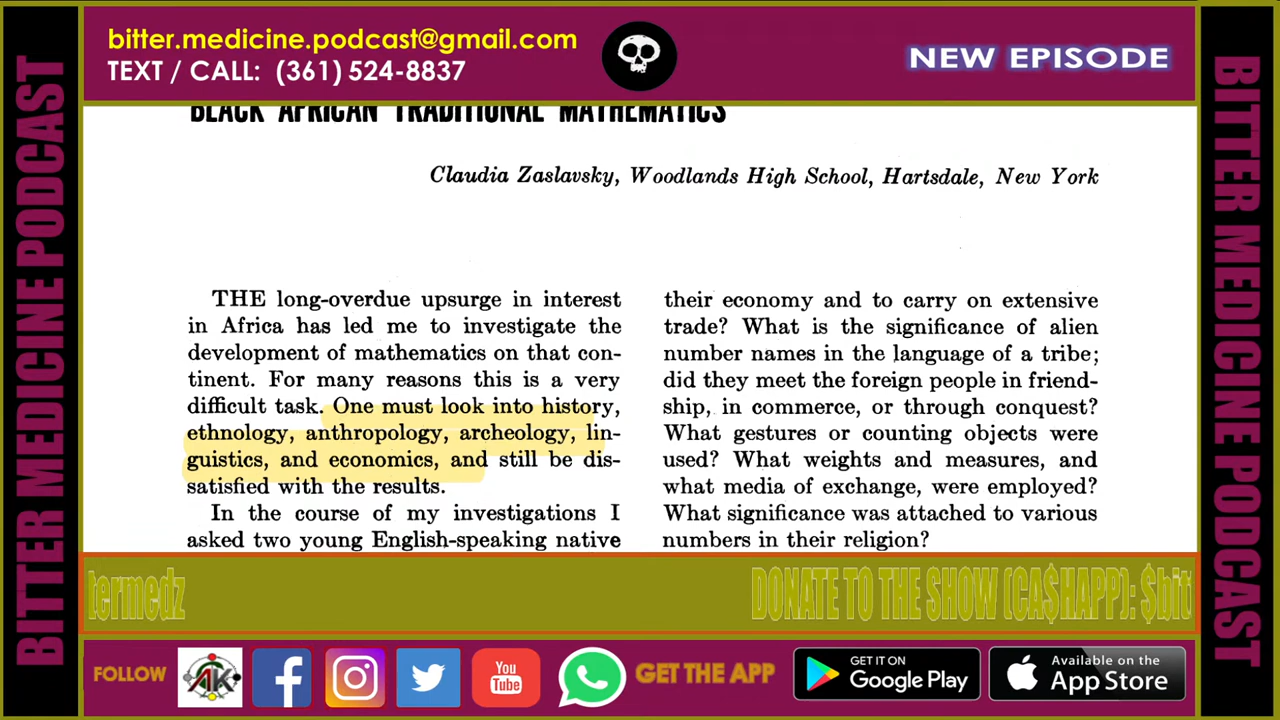 bitter.medicine.podcast@gmail.com
TEXT / CALL: (361) 524-8837
NEW EPISODE
BITTER MEDICINE PODCAST
BLACK AFRICAN TRADITIONAL MATHEMATICS
Claudia Zaslavsky, Woodlands High School, Hartsdale, New York
THE long-overdue upsurge in interest
in Africa has led me to investigate the
development of mathematics on that con-
tinent. For many reasons this is a very
difficult task. One must look into history,
ethnology, anthropology, archeology, lin-
guistics, and economics, and still be dis-
satisfied with the results.
In the course of my investigations I
asked two young English-speaking native
their economy and to carry on extensive
trade? What is the significance of alien
number names in the language of a tribe;
did they meet the foreign people in friend-
ship, in commerce, or through conquest?
What gestures or counting objects were
used? What weights and measures, and
what media of exchange, were employed?
What significance was attached to various
numbers in their religion?
BITTER MEDICINE PODCAST
termedz
DONATE TO THE SHOW (CA$HAPP): $bit
FOLLOW
ATK
You
Tube
GET THE APP
GET IT ON
Google Play
Available on the
App Store